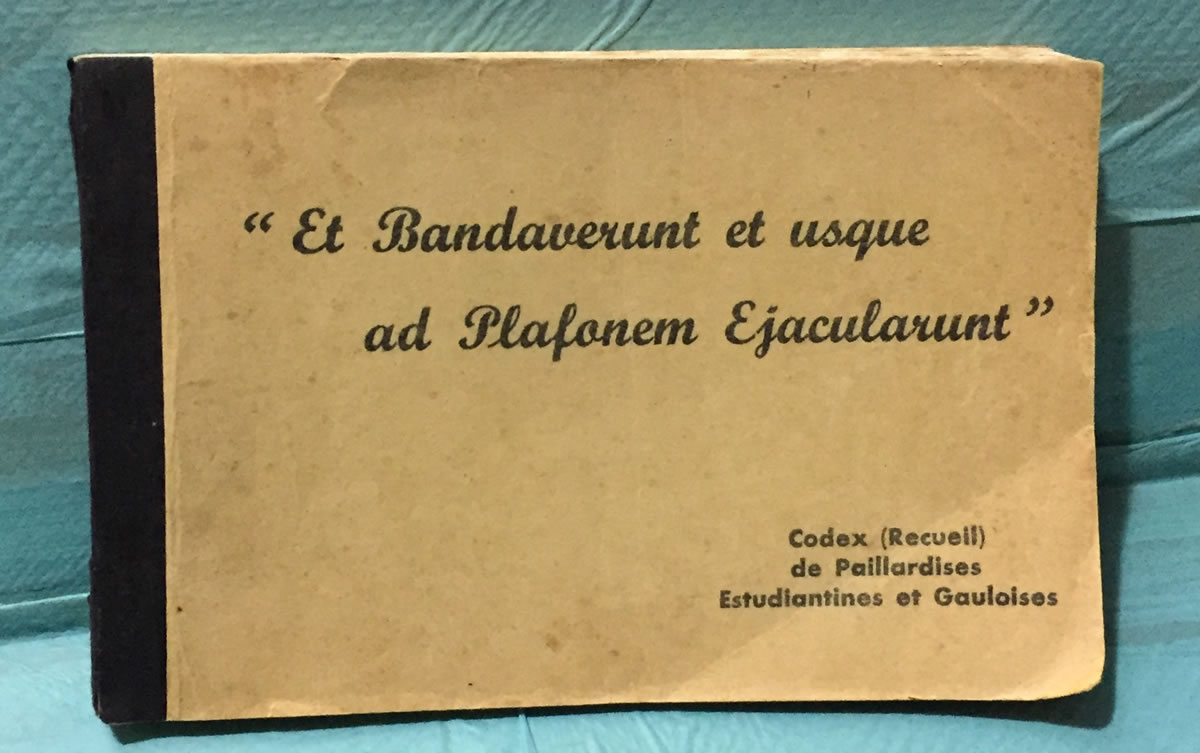 “ Et Bandaverunt et usque
ad Plafonem Ejacularunt ”
Codex (Recueil)
de Paillardises
Estudiantines et Gauloises